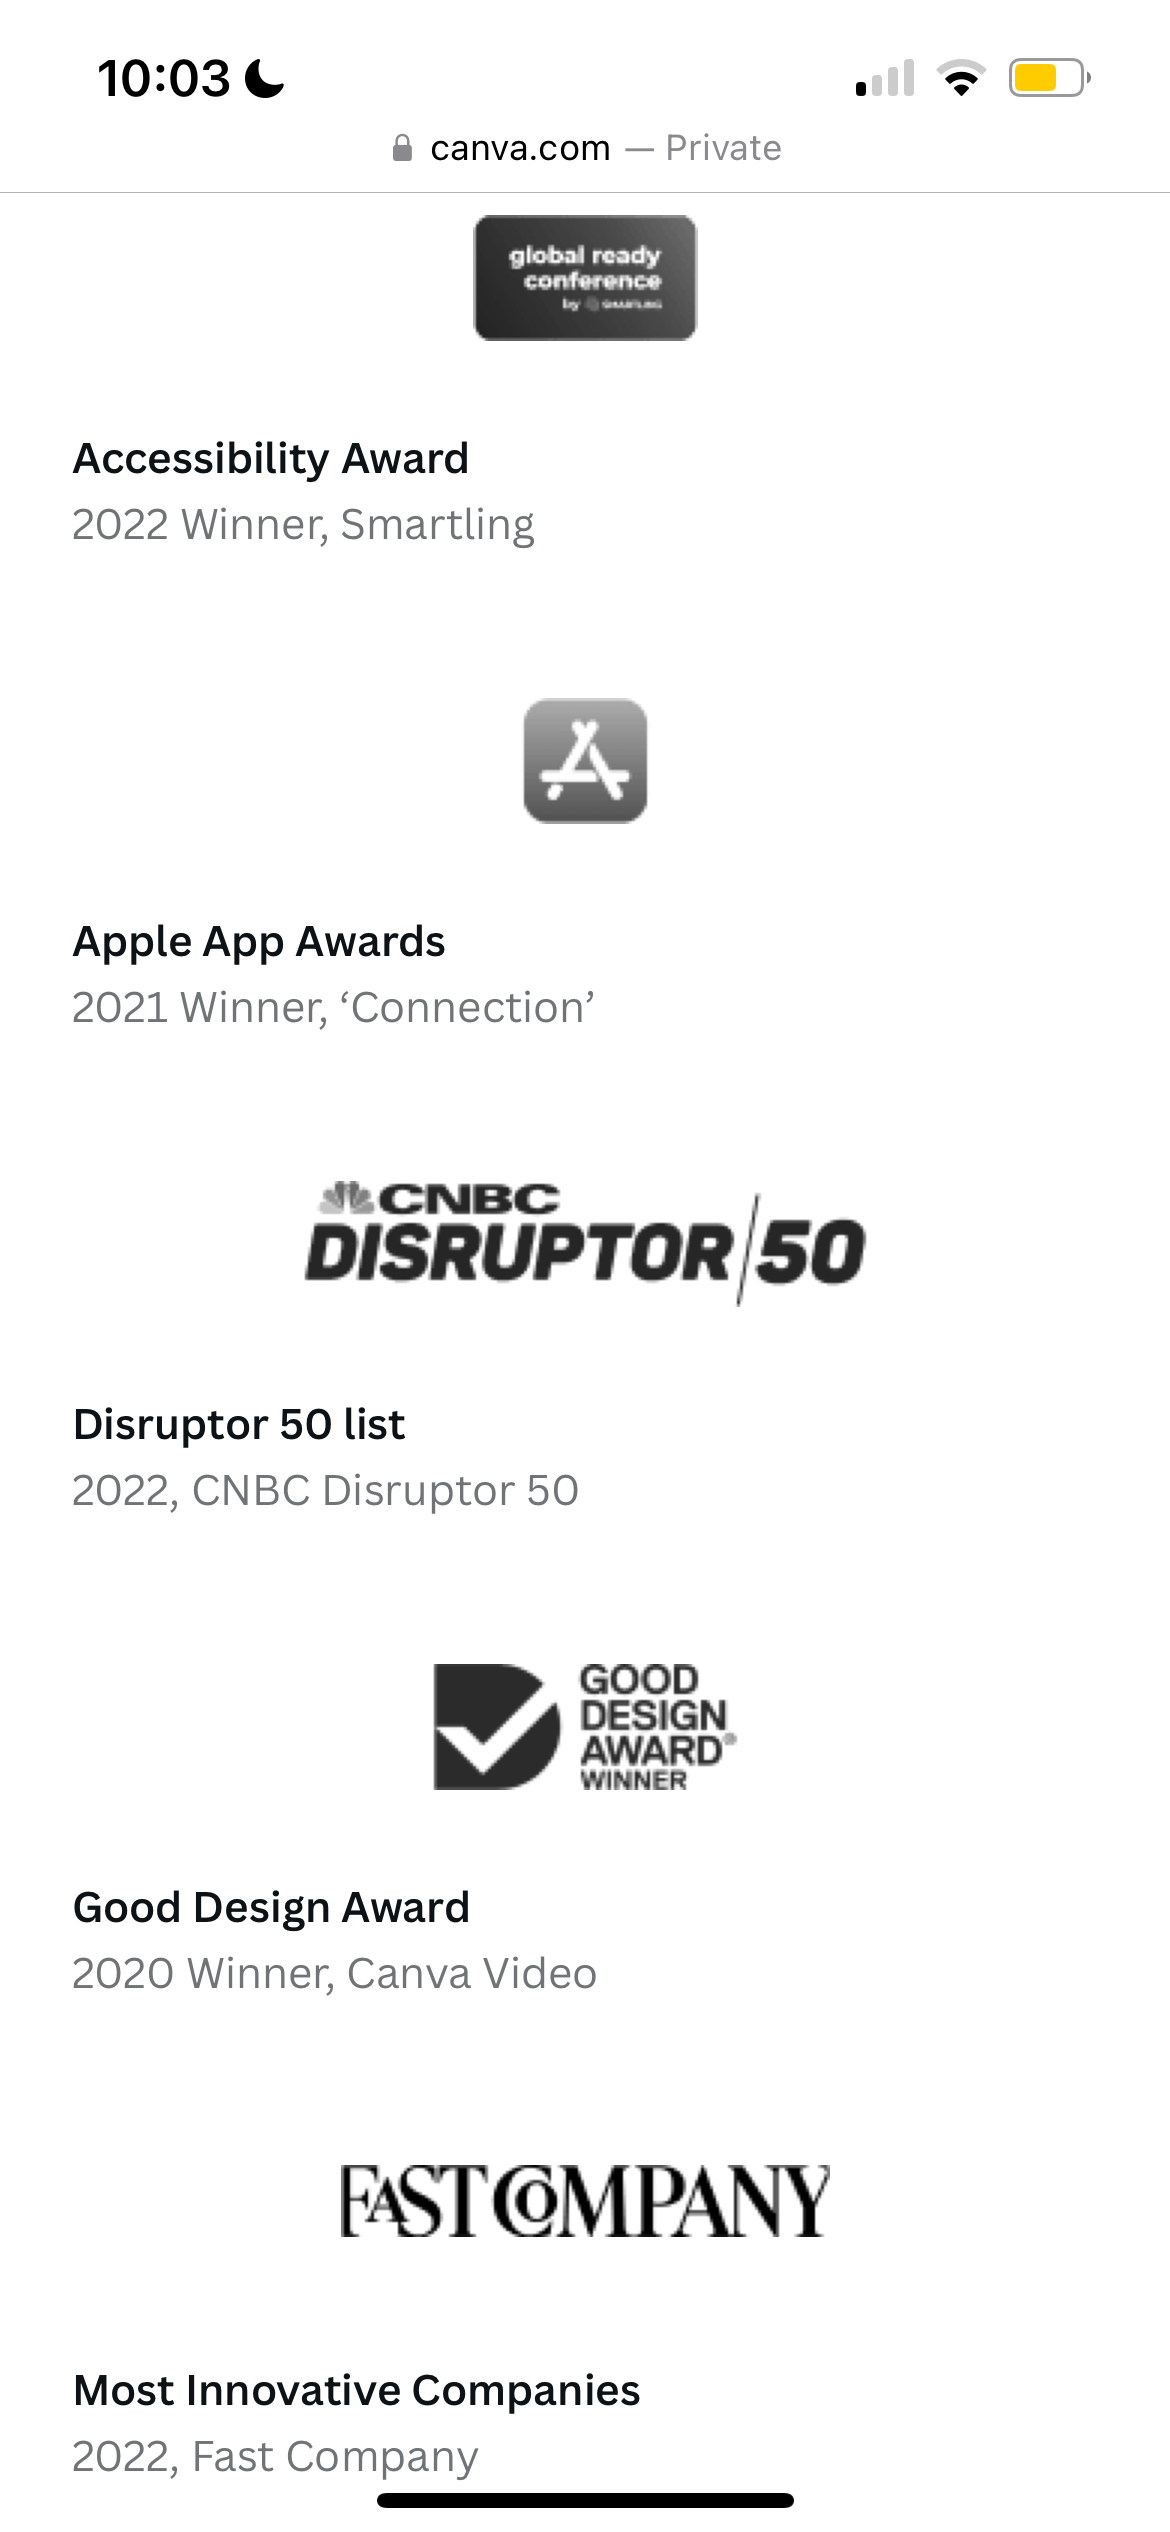 10:03
canva.com — Private
global ready
conference
by SMARTLING
Accessibility Award
2022 Winner, Smartling
Apple App Awards
2021 Winner, ‘Connection’
CNBC
DISRUPTOR/50
Disruptor 50 list
2022, CNBC Disruptor 50
GOOD
DESIGN
AWARD
WINNER
Good Design Award
2020 Winner, Canva Video
FAST COMPANY
Most Innovative Companies
2022, Fast Company